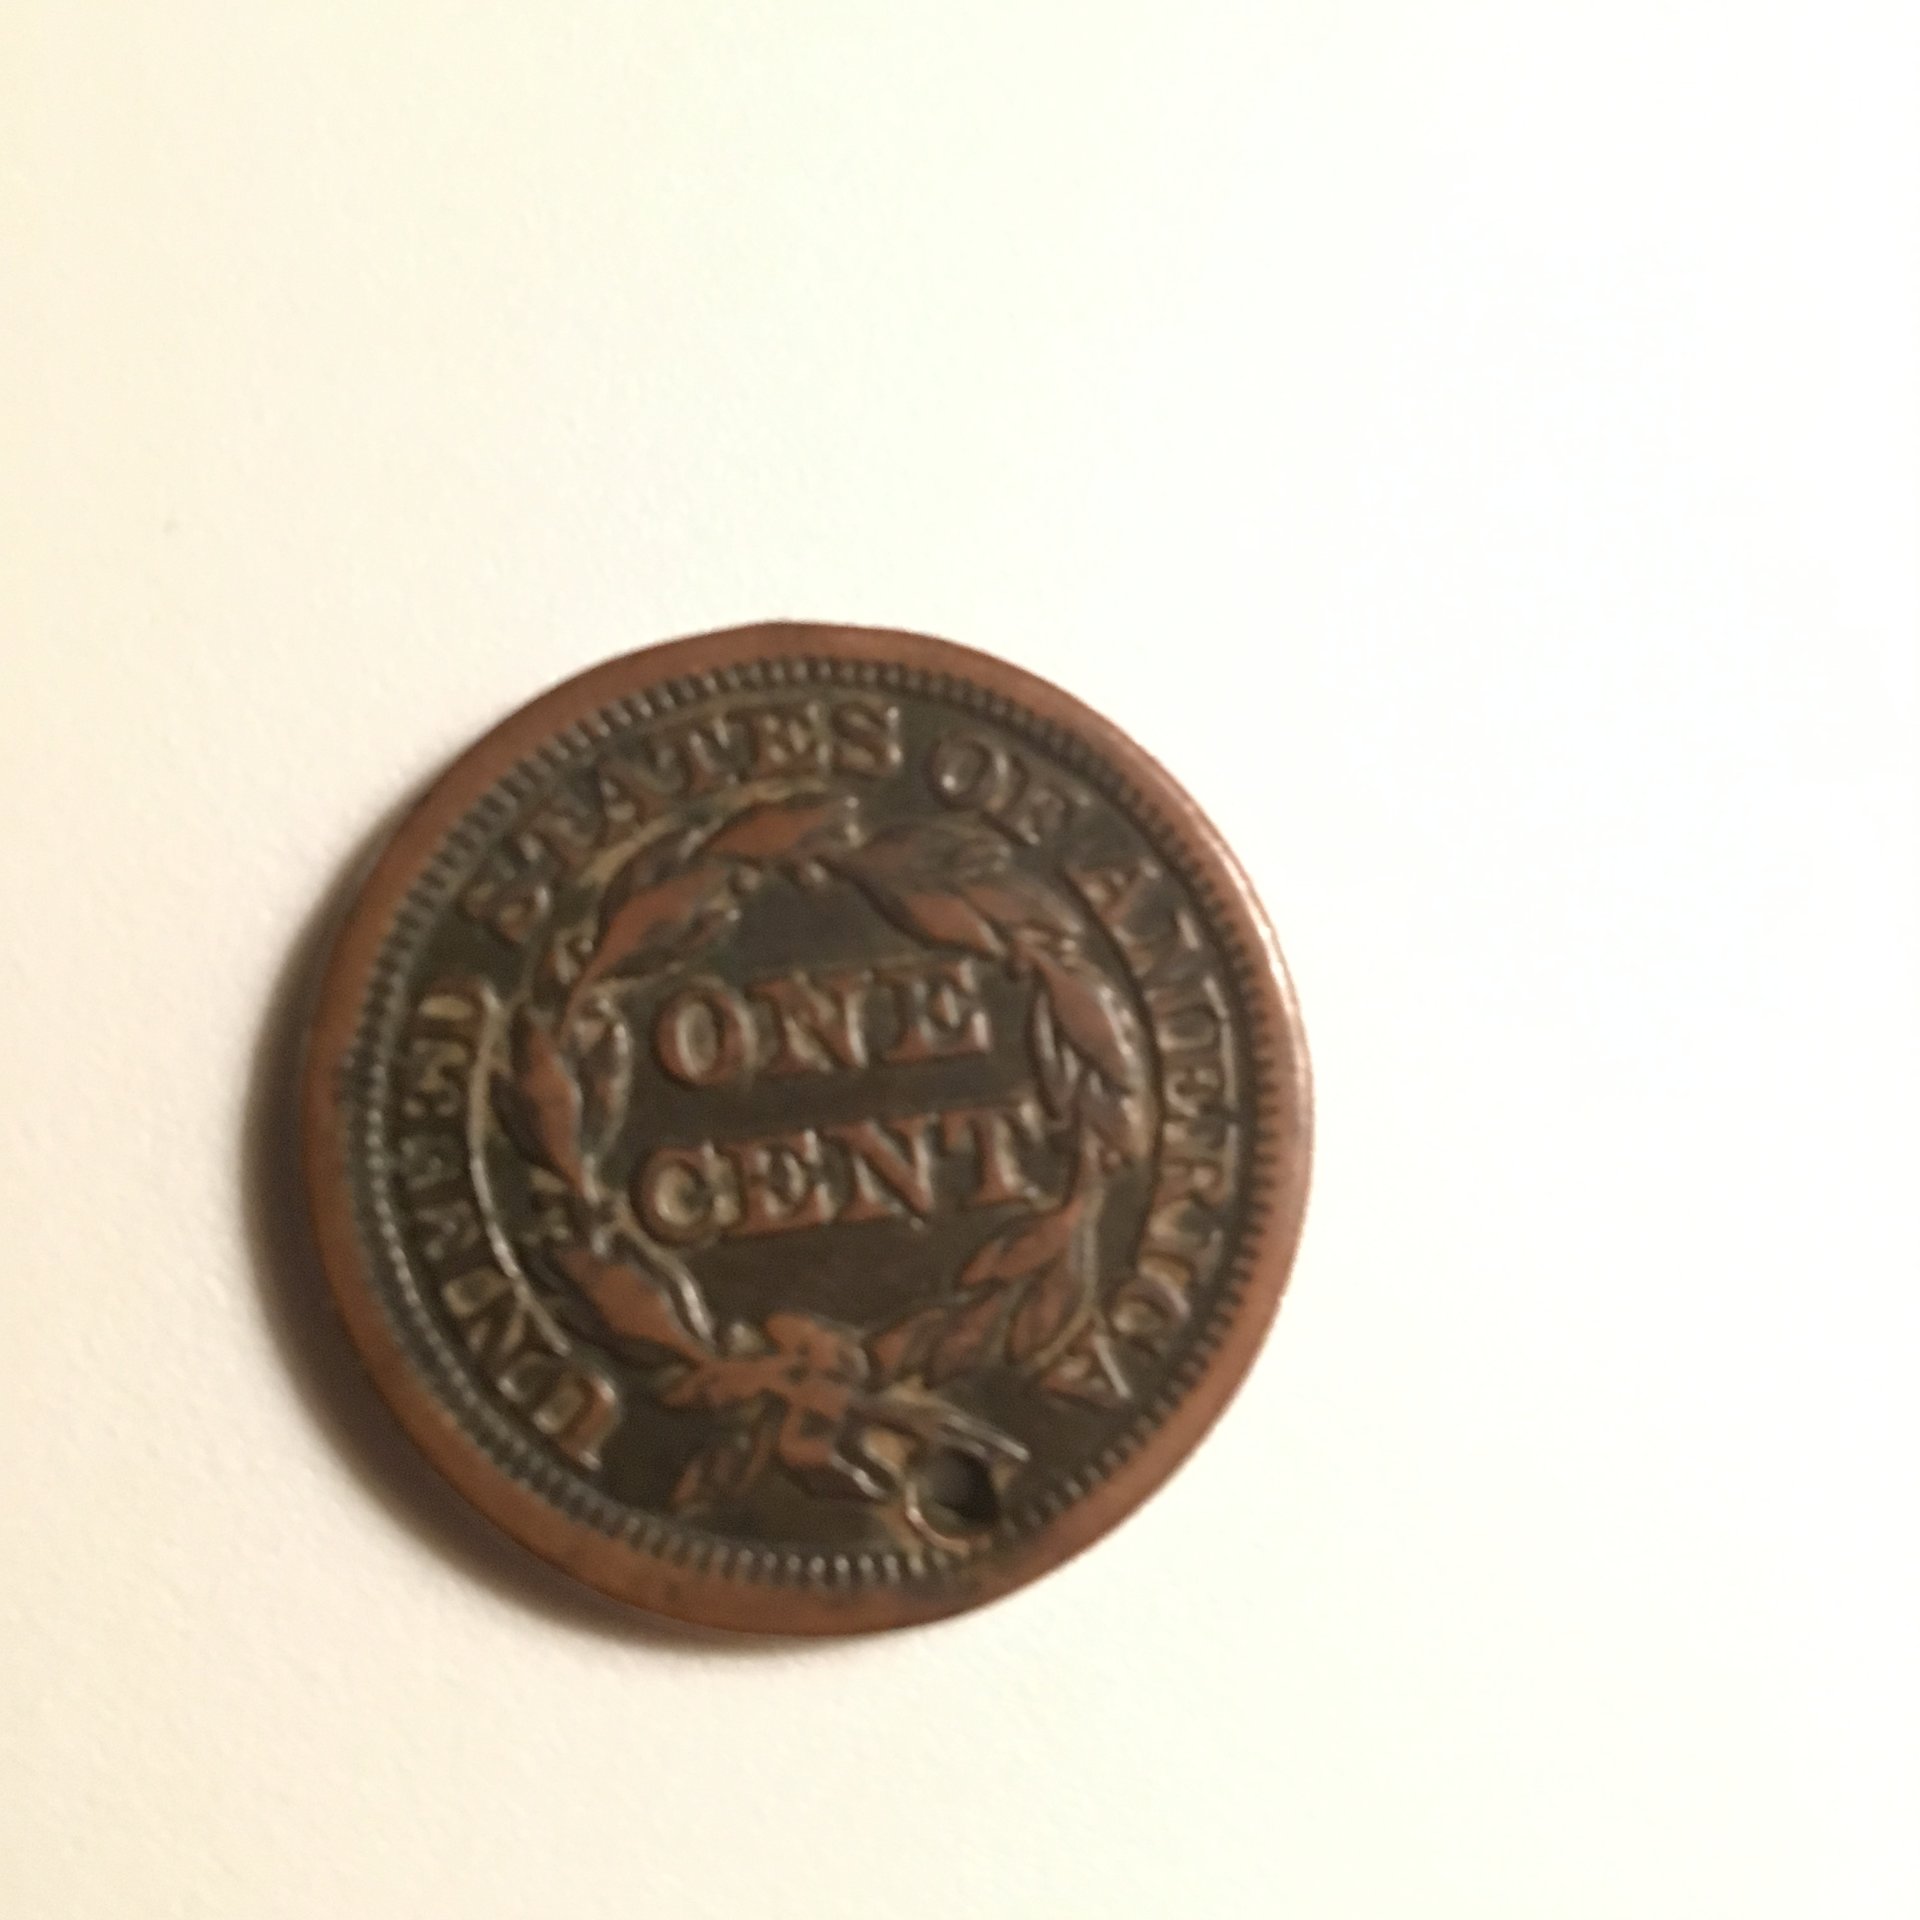 UNITED STATES OF AMERICA
ONE
CENT